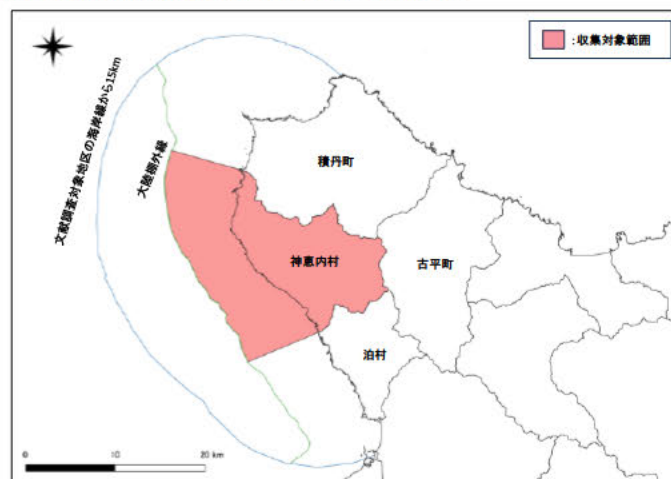 :収集対象範囲
文献調査対象地区の海岸線から15km
大陸棚外縁
積丹町
神恵内村
古平町
泊村
0 10 20 km